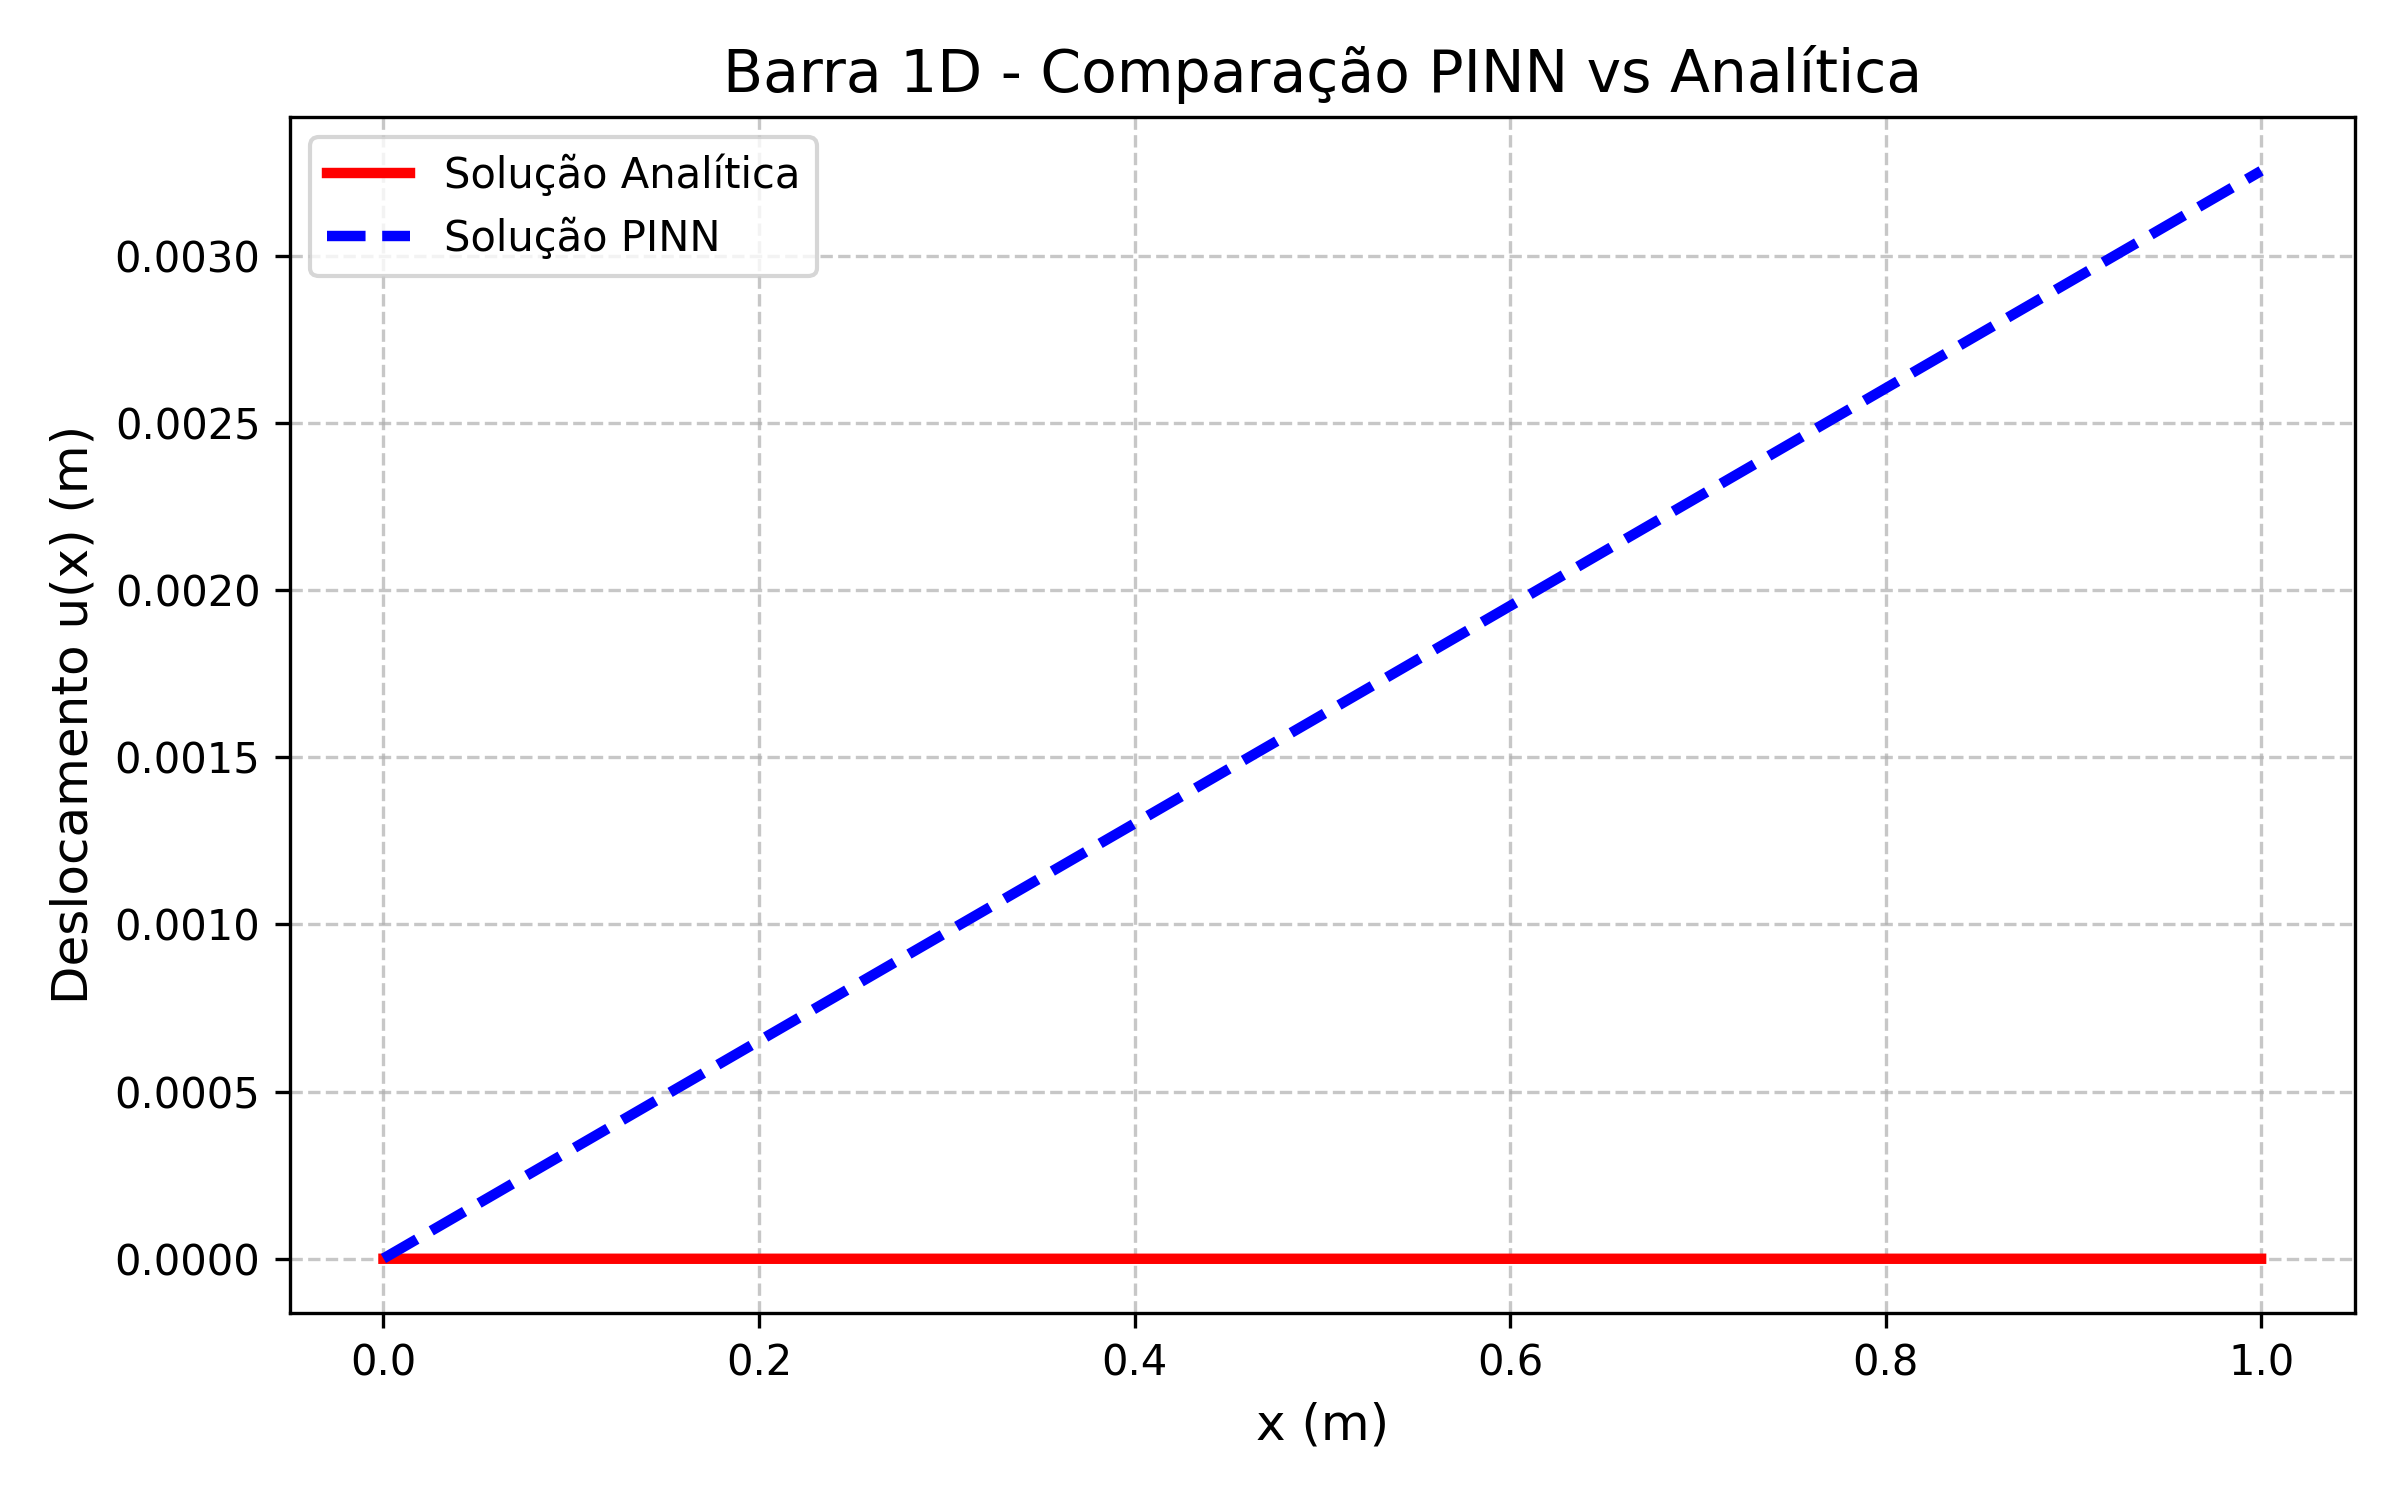 Barra 1D - Comparação PINN vs Analítica
Solução Analítica
Solução PINN
Deslocamento u(x) (m)
0.0030
0.0025
0.0020
0.0015
0.0010
0.0005
0.0000
0.0 0.2 0.4 0.6 0.8 1.0
x (m)